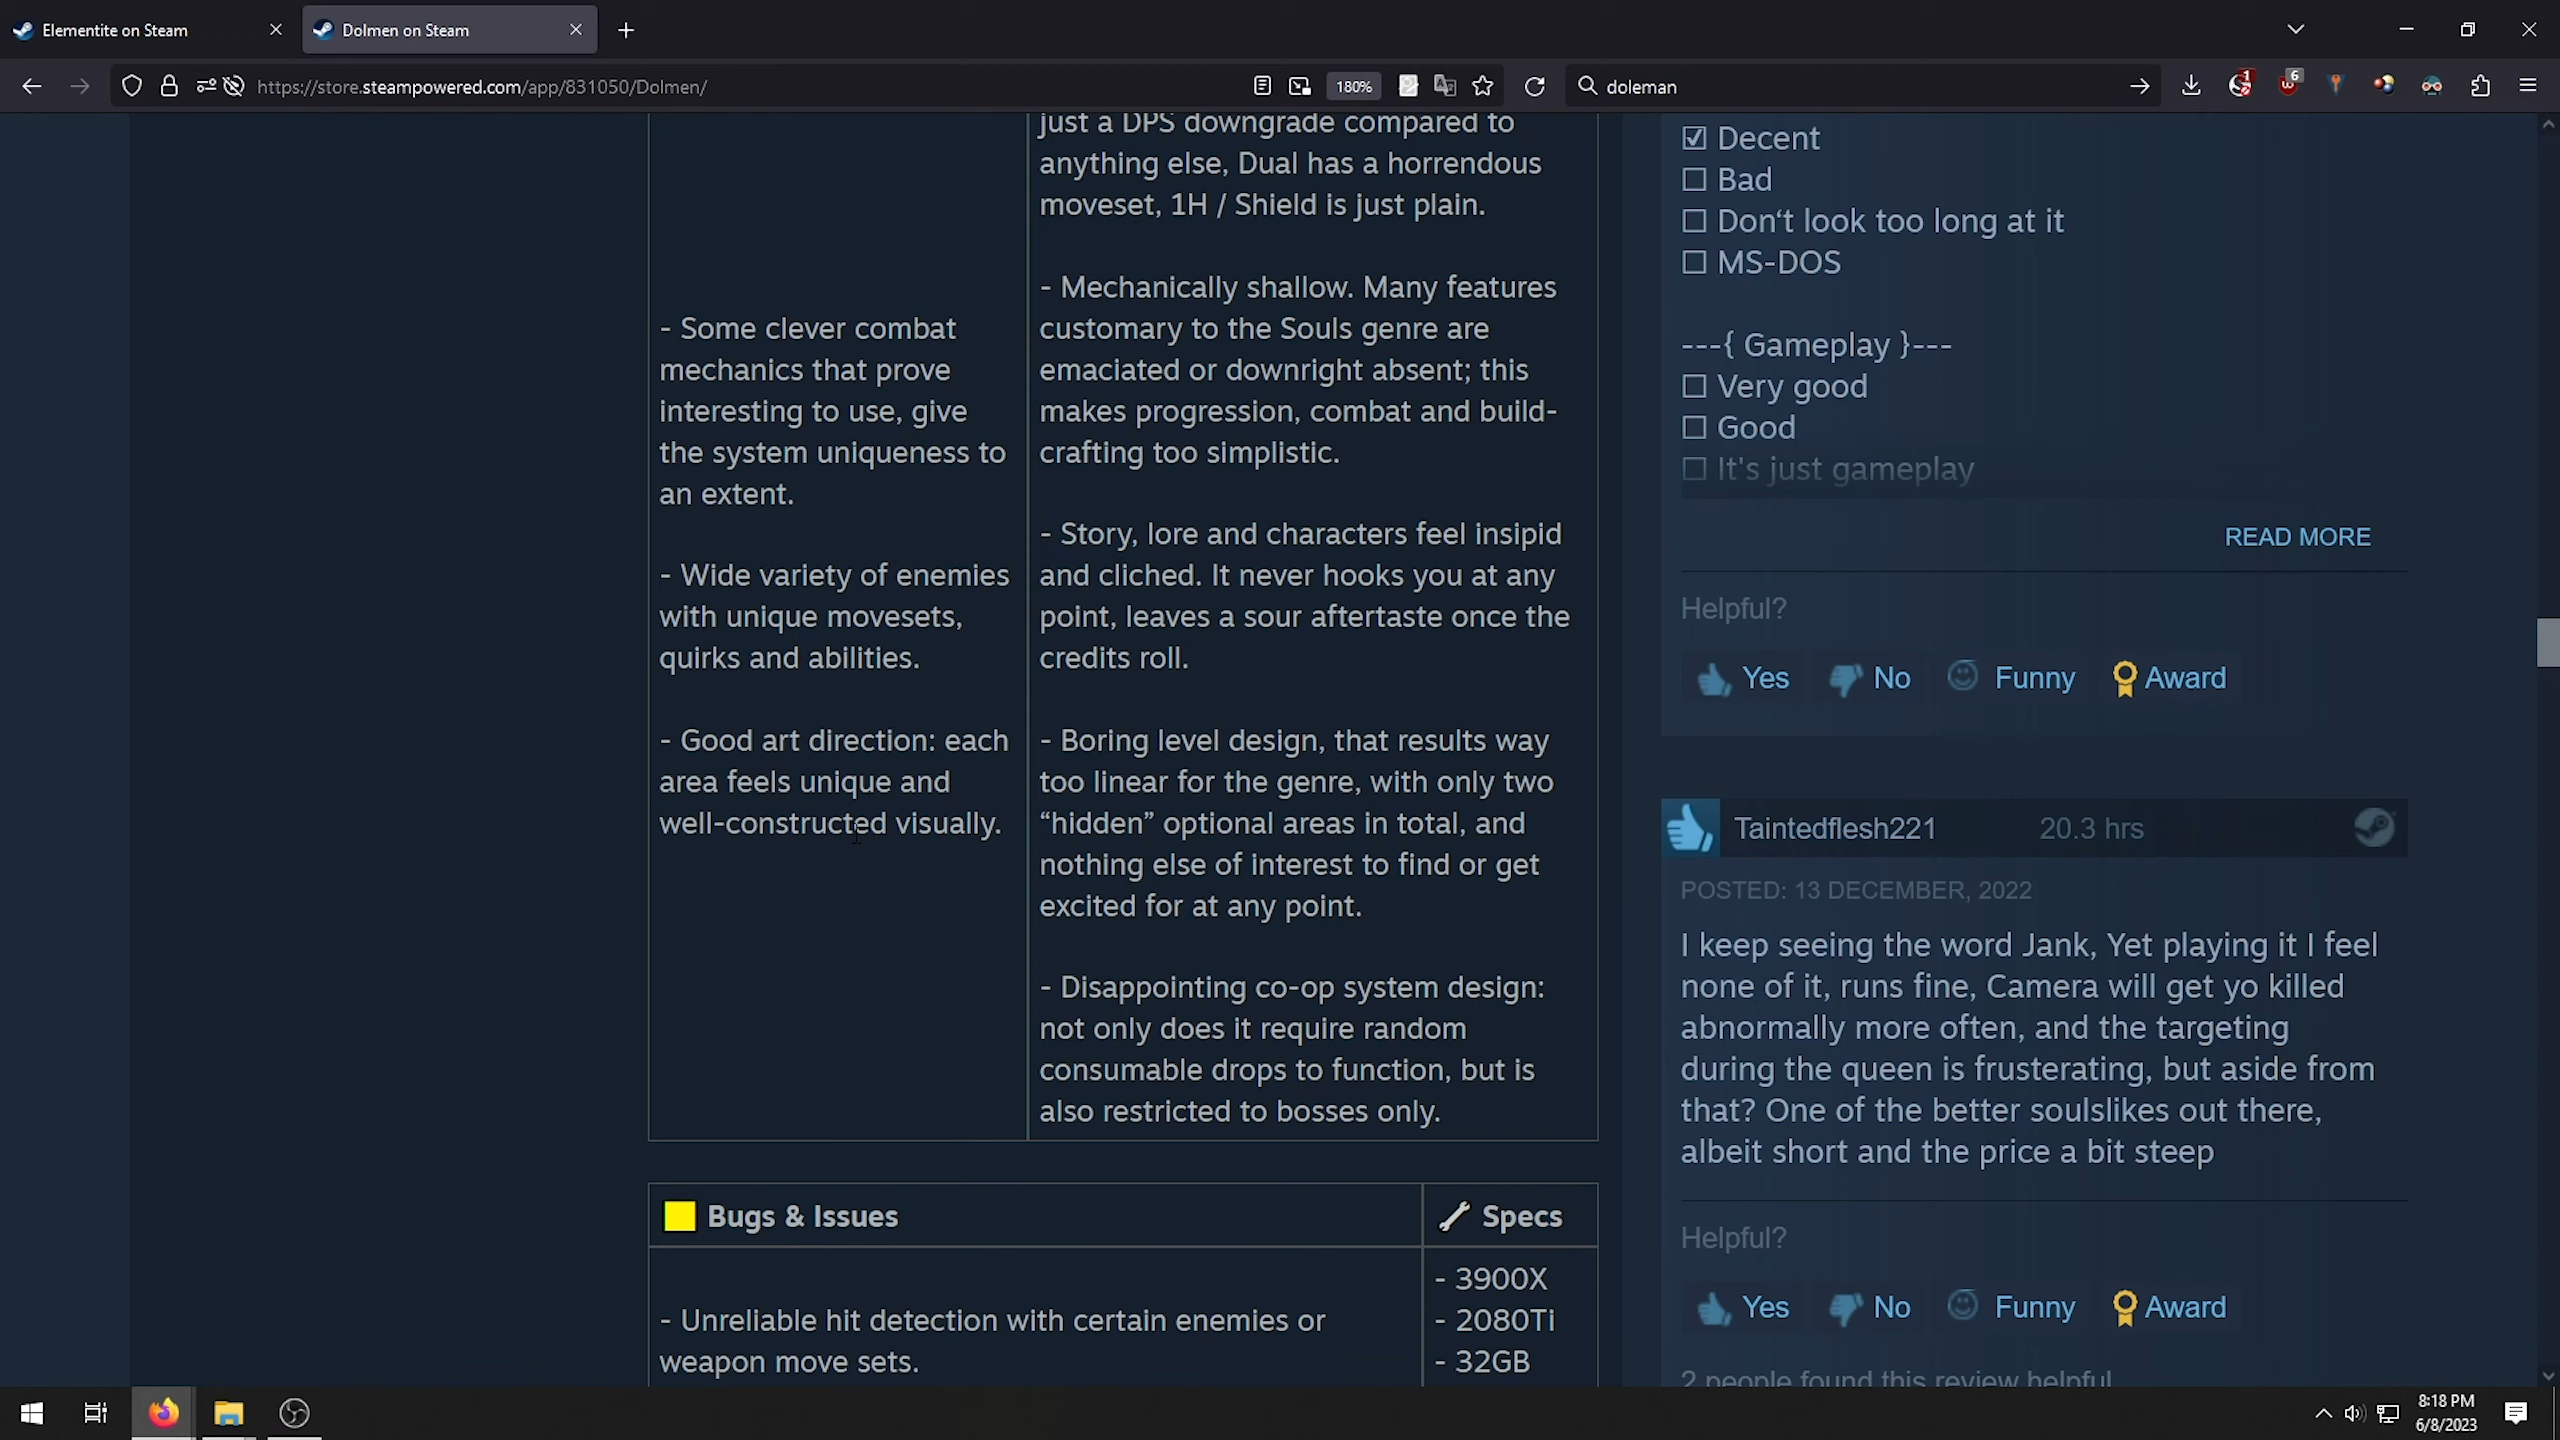 Elementite on Steam
Dolmen on Steam
https://store.steampowered.com/app/831050/Dolmen/
180%
doleman
1
6
- Some clever combat
mechanics that prove
interesting to use, give
the system uniqueness to
an extent.
- Wide variety of enemies
with unique movesets,
quirks and abilities.
- Good art direction: each
area feels unique and
well-constructed visually.
just a DPS downgrade compared to
anything else, Dual has a horrendous
moveset, 1H / Shield is just plain.
- Mechanically shallow. Many features
customary to the Souls genre are
emaciated or downright absent; this
makes progression, combat and build-
crafting too simplistic.
- Story, lore and characters feel insipid
and cliched. It never hooks you at any
point, leaves a sour aftertaste once the
credits roll.
- Boring level design, that results way
too linear for the genre, with only two
“hidden” optional areas in total, and
nothing else of interest to find or get
excited for at any point.
- Disappointing co-op system design:
not only does it require random
consumable drops to function, but is
also restricted to bosses only.
Bugs & Issues
Specs
- Unreliable hit detection with certain enemies or
weapon move sets.
- 3900X
- 2080Ti
- 32GB
☑ Decent
☐ Bad
☐ Don‘t look too long at it
☐ MS-DOS
---{ Gameplay }---
☐ Very good
☐ Good
☐ It's just gameplay
READ MORE
Helpful?
Yes No Funny Award
Taintedflesh221 20.3 hrs
POSTED: 13 DECEMBER, 2022
I keep seeing the word Jank, Yet playing it I feel
none of it, runs fine, Camera will get yo killed
abnormally more often, and the targeting
during the queen is frusterating, but aside from
that? One of the better soulslikes out there,
albeit short and the price a bit steep
Helpful?
Yes No Funny Award
2 people found this review helpful
8:18 PM
6/8/2023